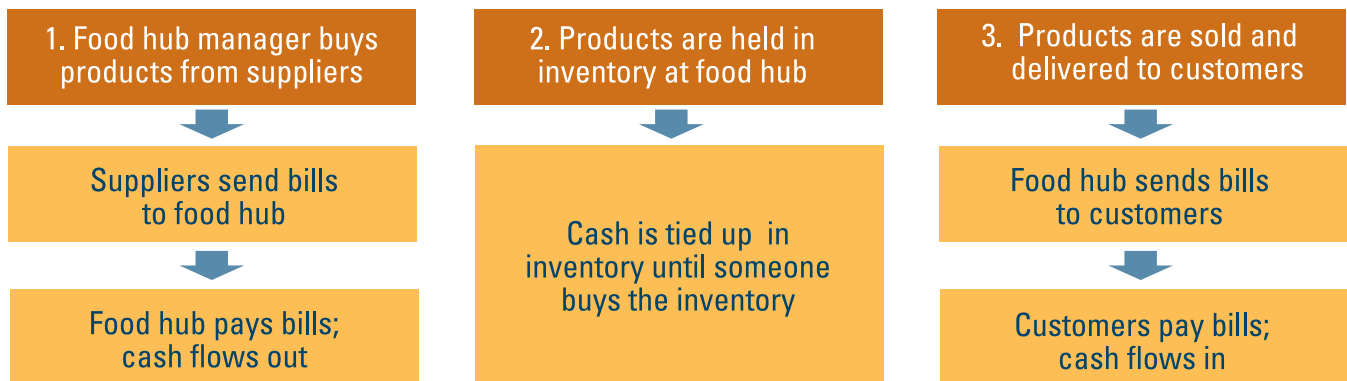 1. Food hub manager buys
products from suppliers
Suppliers send bills
to food hub
Food hub pays bills;
cash flows out
2. Products are held in
inventory at food hub
Cash is tied up in
inventory until someone
buys the inventory
3. Products are sold and
delivered to customers
Food hub sends bills
to customers
Customers pay bills;
cash flows in